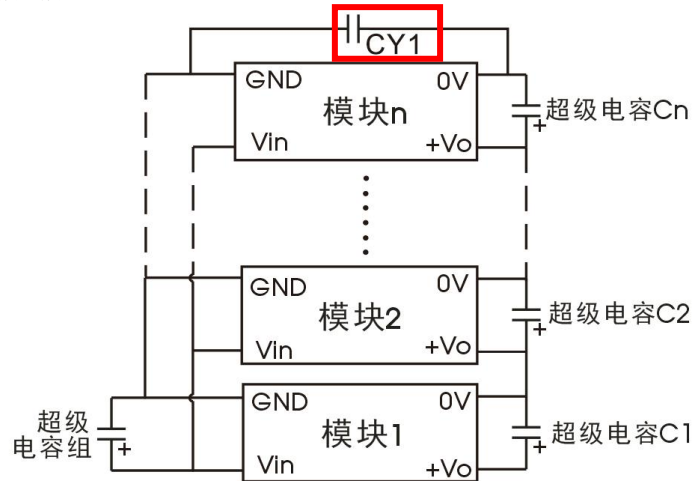 CY1
GND 0V
模块n
Vin +Vo
超级电容Cn
+
GND 0V
模块2
Vin +Vo
超级电容C2
+
GND 0V
模块1
Vin +Vo
超级电容C1
+
超级
电容组
+